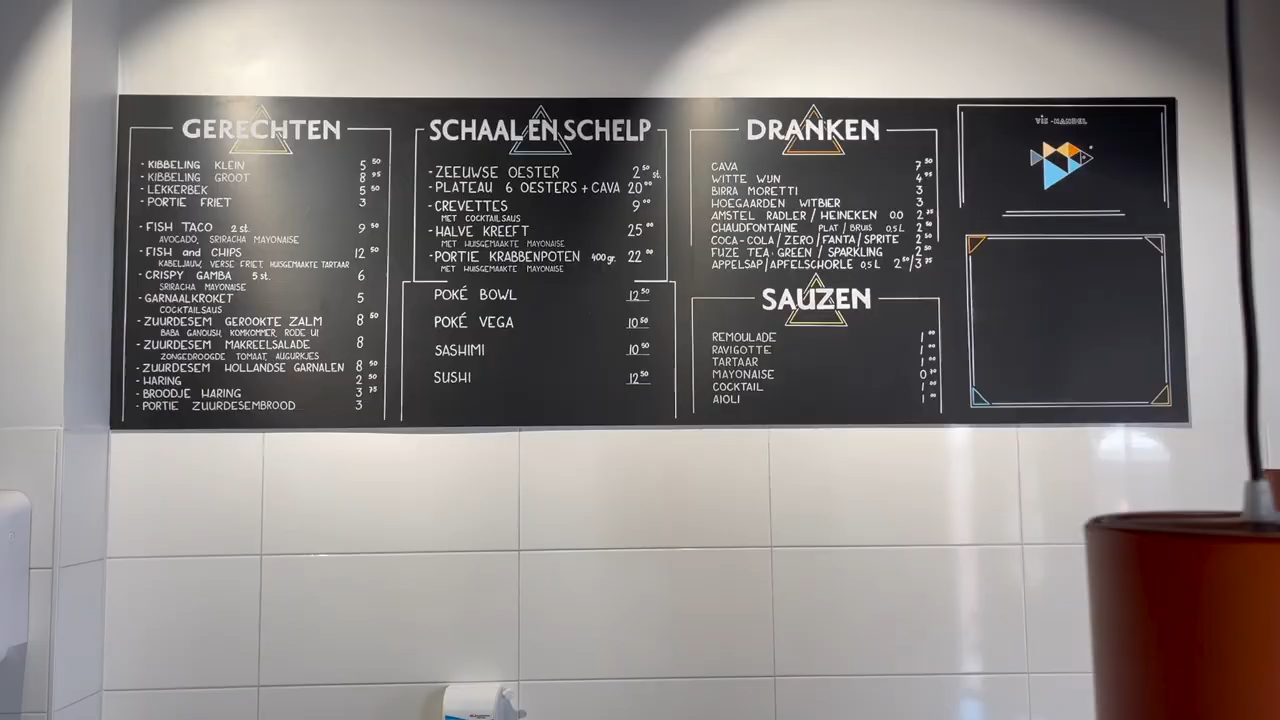 GERECHTEN
- KIBBELING KLEIN 5 50
- KIBBELING GROOT 8 95
- LEKKERBEK 5 50
- PORTIE FRIET 3
- FISH TACO 2 st. 9 50
AVOCADO, SRIRACHA MAYONAISE
- FISH and CHIPS 12 50
KABELJAUW, VERSE FRIET, HUISGEMAAKTE TARTAAR
- CRISPY GAMBA 5 st. 6
SRIRACHA MAYONAISE
- GARNAALKROKET 5
COCKTAILSAUS
- ZUURDESEM GEROOKTE ZALM 8 50
BABA GANOUSH, KOMKOMMER, RODE UI
- ZUURDESEM MAKREELSALADE 8
ZONGEDROOGDE TOMAAT, AUGURKJES
- ZUURDESEM HOLLANDSE GARNALEN 8 50
- HARING 2 50
- BROODJE HARING 3 75
- PORTIE ZUURDESEMBROOD 3
SCHAAL EN SCHELP
- ZEEUWSE OESTER 2 50 st.
- PLATEAU 6 OESTERS + CAVA 20 00
- CREVETTES 9 00
MET COCKTAILSAUS
- HALVE KREEFT 25 00
MET HUISGEMAAKTE MAYONAISE
- PORTIE KRABBENPOTEN 400 gr. 22 00
MET HUISGEMAAKTE MAYONAISE
POKÉ BOWL 12 50
POKÉ VEGA 10 50
SASHIMI 10 50
SUSHI 12 50
DRANKEN
CAVA 7 50
WITTE WIJN 4 95
BIRRA MORETTI 3
HOEGAARDEN WITBIER 3
AMSTEL RADLER / HEINEKEN 0.0 2 75
CHAUDFONTAINE PLAT / BRUIS 0,5 L 2 50
COCA-COLA / ZERO / FANTA / SPRITE 2 50
FUZE TEA: GREEN / SPARKLING 2 50
APPELSAP / APFELSCHORLE 0,5 L 2 50/3 75
SAUZEN
REMOULADE 1 00
RAVIGOTTE 1 00
TARTAAR 1 00
MAYONAISE 0 70
COCKTAIL 1 00
AIOLI 1 00
VIS-HANDEL